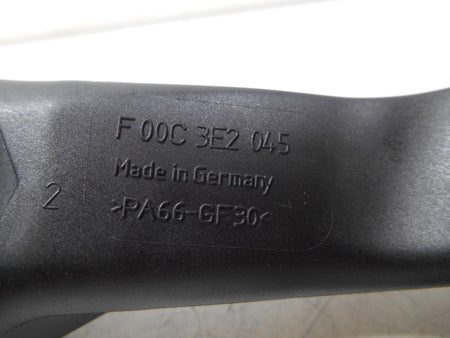 F 00C 3E2 045
Made in Germany
2
>PA66-GF30<